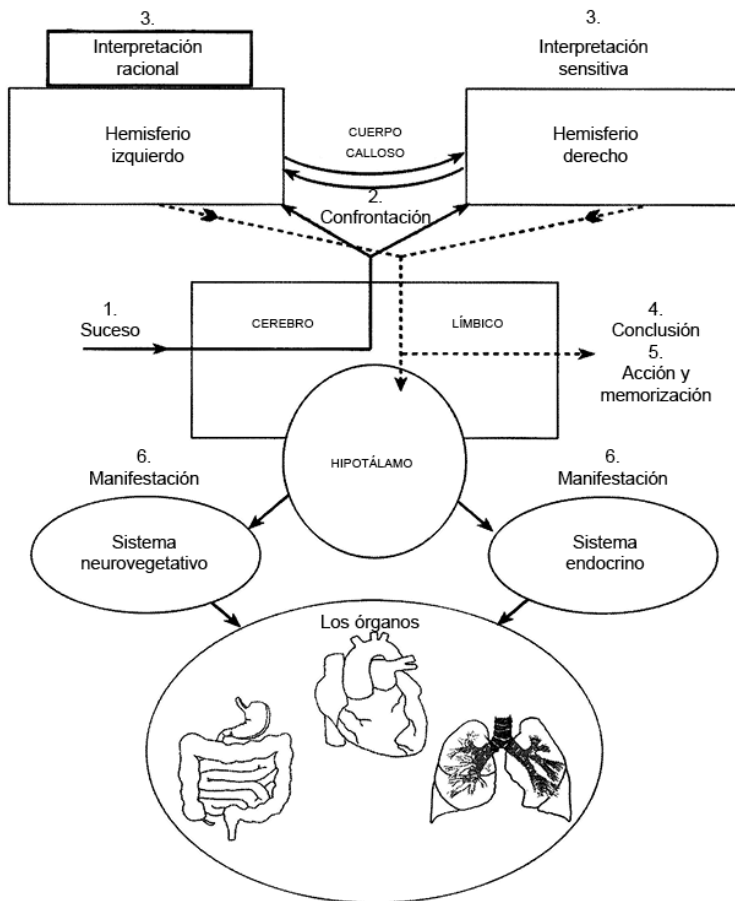 3.
Interpretación
racional
3.
Interpretación
sensitiva
Hemisferio
izquierdo
CUERPO
CALLOSO
Hemisferio
derecho
2.
Confrontación
1.
Suceso
CEREBRO
LÍMBICO
4.
Conclusión
5.
Acción y
memorización
HIPOTÁLAMO
6.
Manifestación
6.
Manifestación
Sistema
neurovegetativo
Sistema
endocrino
Los órganos